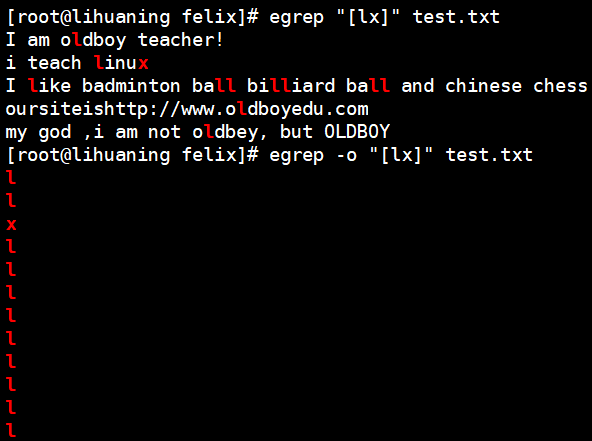 [root@lihuaning felix]# egrep "[lx]" test.txt
I am oldboy teacher!
i teach linux
I like badminton ball billiard ball and chinese chess
oursiteishttp://www.oldboyedu.com
my god ,i am not oldbey, but OLDBOY
[root@lihuaning felix]# egrep -o "[lx]" test.txt
l
l
x
l
l
l
l
l
l
l
l
l